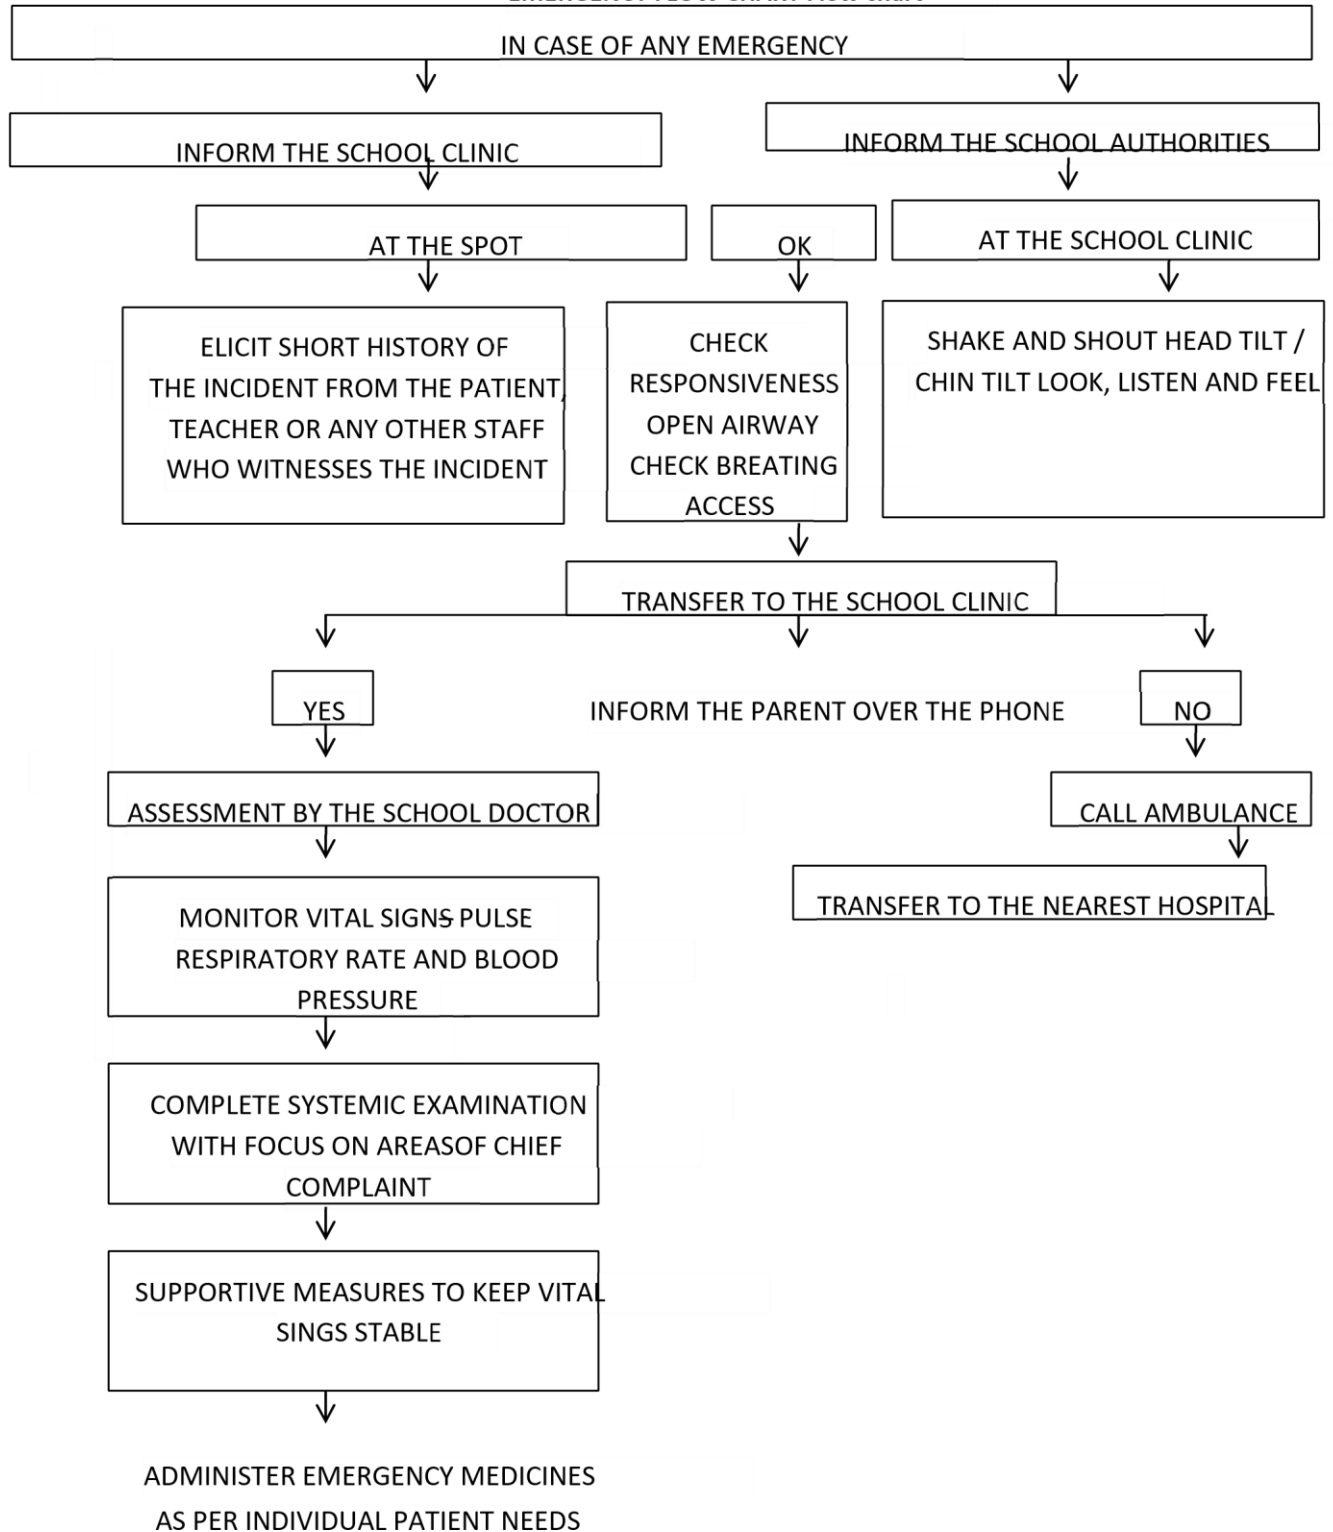 IN CASE OF ANY EMERGENCY
INFORM THE SCHOOL CLINIC
INFORM THE SCHOOL AUTHORITIES
AT THE SPOT
OK
AT THE SCHOOL CLINIC
ELICIT SHORT HISTORY OF
THE INCIDENT FROM THE PATIENT,
TEACHER OR ANY OTHER STAFF
WHO WITNESSES THE INCIDENT
CHECK
RESPONSIVENESS
OPEN AIRWAY
CHECK BREATING
ACCESS
SHAKE AND SHOUT HEAD TILT /
CHIN TILT LOOK, LISTEN AND FEEL
TRANSFER TO THE SCHOOL CLINIC
YES
INFORM THE PARENT OVER THE PHONE
NO
ASSESSMENT BY THE SCHOOL DOCTOR
CALL AMBULANCE
TRANSFER TO THE NEAREST HOSPITAL
MONITOR VITAL SIGNS PULSE
RESPIRATORY RATE AND BLOOD
PRESSURE
COMPLETE SYSTEMIC EXAMINATION
WITH FOCUS ON AREASOF CHIEF
COMPLAINT
SUPPORTIVE MEASURES TO KEEP VITAL
SINGS STABLE
ADMINISTER EMERGENCY MEDICINES
AS PER INDIVIDUAL PATIENT NEEDS